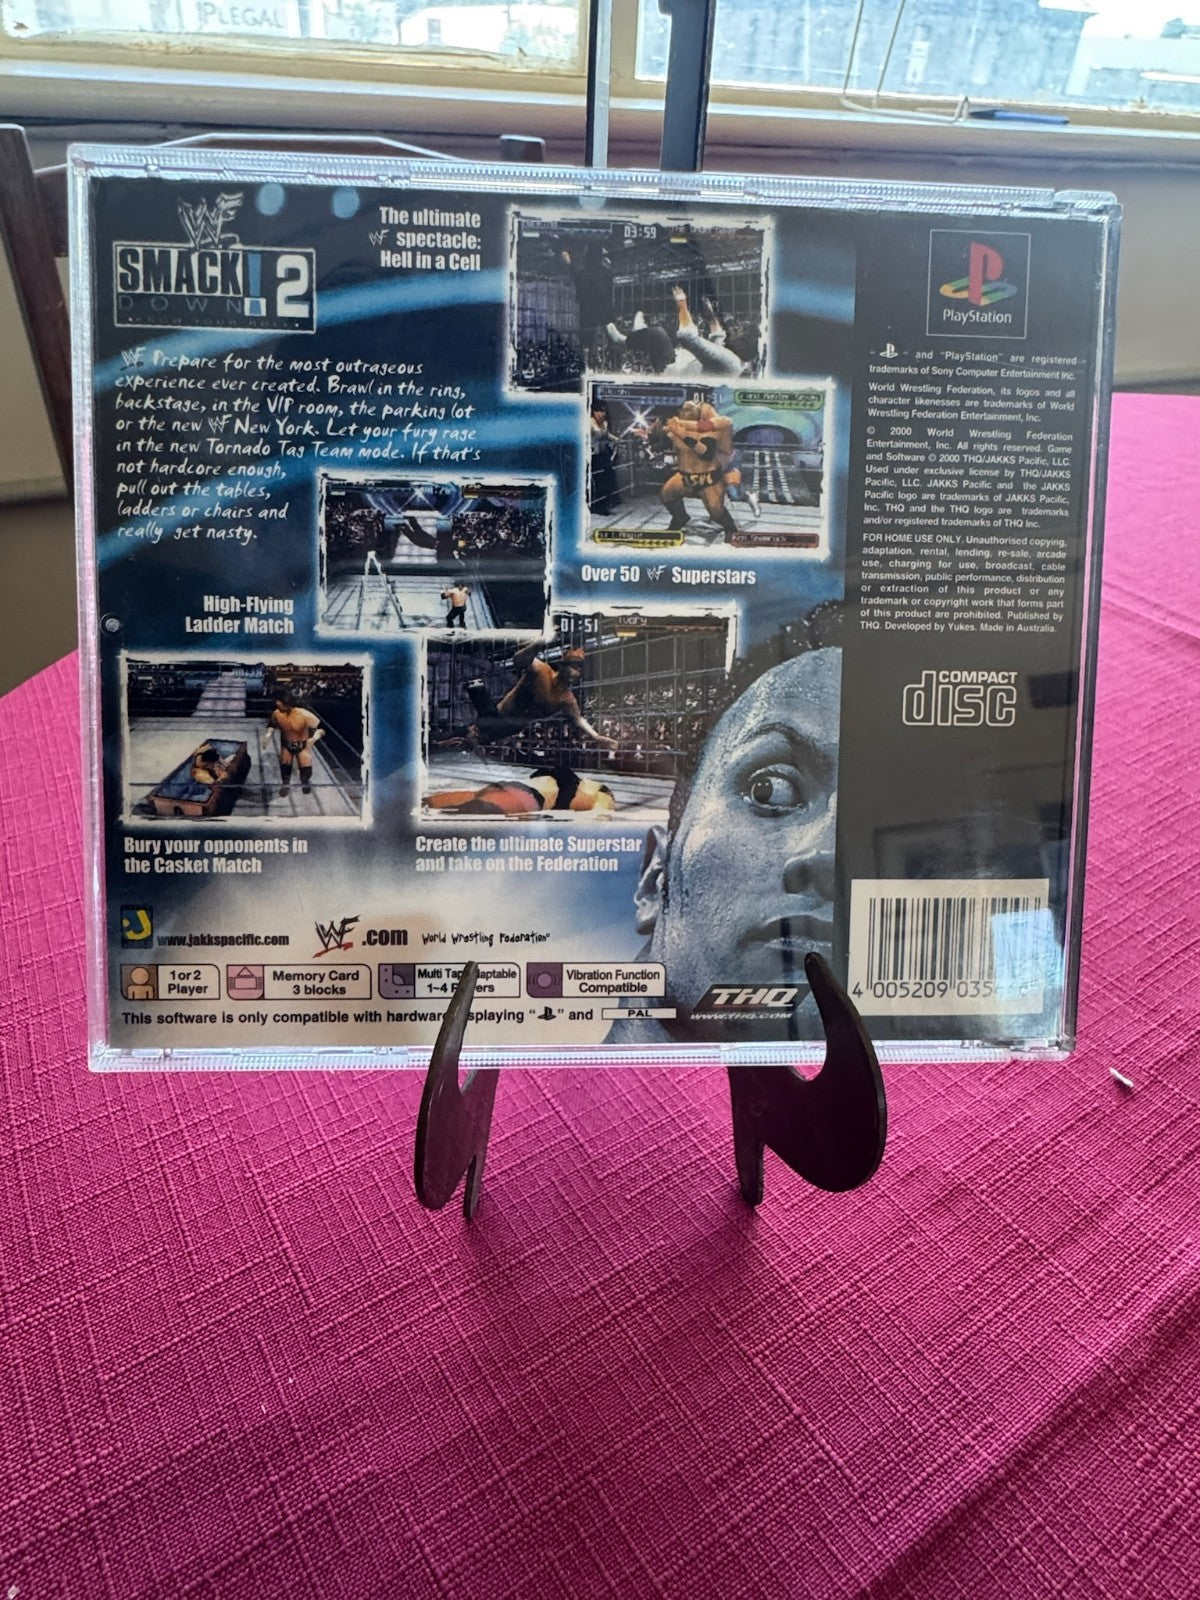 PLEGAL
WF
SMACK! 2
DOWN
The ultimate
WF spectacle:
Hell in a Cell
03:59
WF Prepare for the most outrageous
experience ever created. Brawl in the ring,
backstage, in the VIP room, the parking lot
or the new WF New York. Let your fury rage
in the new Tornado Tag Team mode. If that's
not hardcore enough,
pull out the tables,
ladders or chairs and
really get nasty.
Ken Shamrock
Over 50 WF Superstars
High-Flying
Ladder Match
01:51
Ivory
Bury your opponents in
the Casket Match
Create the ultimate Superstar
and take on the Federation
J
www.jakkspacific.com
WF.com
World Wrestling Federation®
1 or 2
Player
Memory Card
3 blocks
Multi Tap
1~4
Vibration Function
Compatible
This software is only compatible with hardware "PS" and PAL
THQ
www.THQ.com
PlayStation
"PS" and "PlayStation" are registered
trademarks of Sony Computer Entertainment Inc.
World Wrestling Federation, its logos and all
character likenesses are trademarks of World
Wrestling Federation Entertainment, Inc.
© 2000 World Wrestling Federation
Entertainment, Inc. All rights reserved. Game
and Software © 2000 THQ/JAKKS Pacific, LLC.
Used under exclusive license by THQ/JAKKS
Pacific, LLC. JAKKS Pacific and the JAKKS
Pacific logo are trademarks of JAKKS Pacific,
Inc. THQ and the THQ logo are trademarks
and/or registered trademarks of THQ Inc.
FOR HOME USE ONLY. Unauthorised copying,
adaptation, rental, lending, re-sale, arcade
use, charging for use, broadcast, cable
transmission, public performance, distribution
or extraction of this product or any
trademark or copyright work that forms part
of this product are prohibited. Published by
THQ. Developed by Yukes. Made in Australia.
COMPACT
disc
4 005209 035